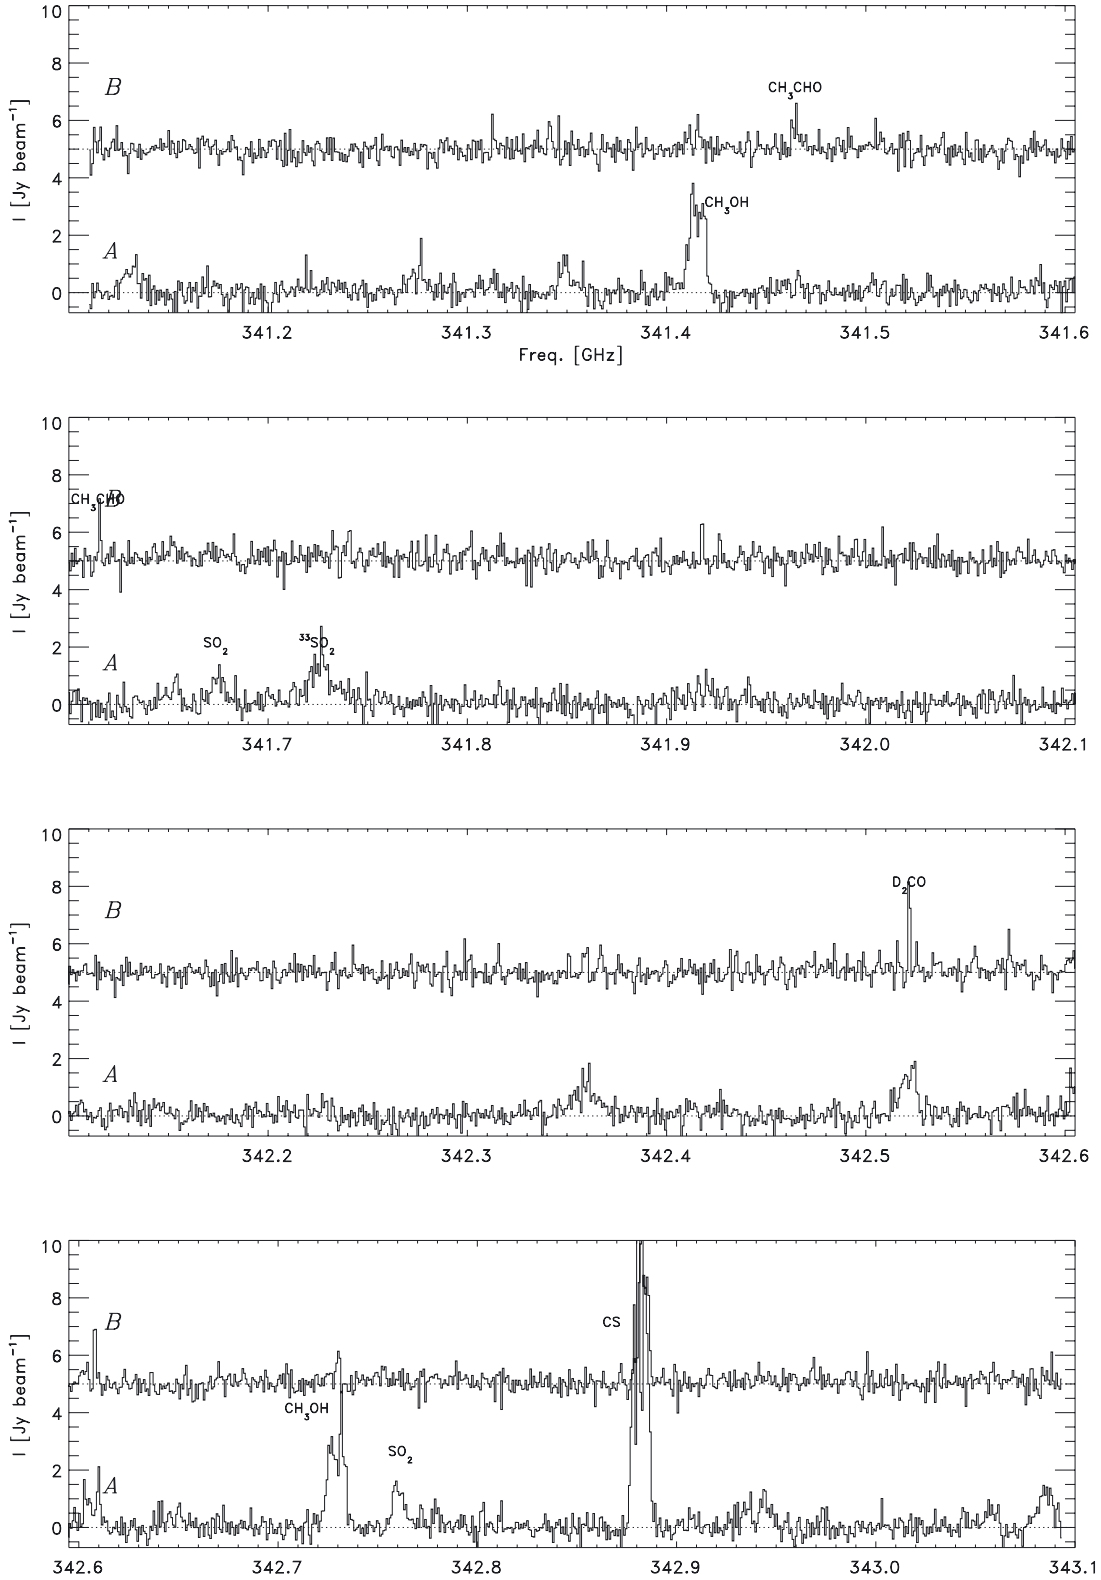 10
8
6
4
2
0
I [Jy beam⁻¹]
B
CH₃CHO
A
CH₃OH
341.2 341.3 341.4 341.5 341.6
Freq. [GHz]
10
8
6
4
2
0
I [Jy beam⁻¹]
CH₃CHO
B
A
SO₂
³³SO₂
341.7 341.8 341.9 342.0 342.1
10
8
6
4
2
0
I [Jy beam⁻¹]
D₂CO
B
A
342.2 342.3 342.4 342.5 342.6
10
8
6
4
2
0
I [Jy beam⁻¹]
B
CS
CH₃OH
SO₂
A
342.6 342.7 342.8 342.9 343.0 343.1